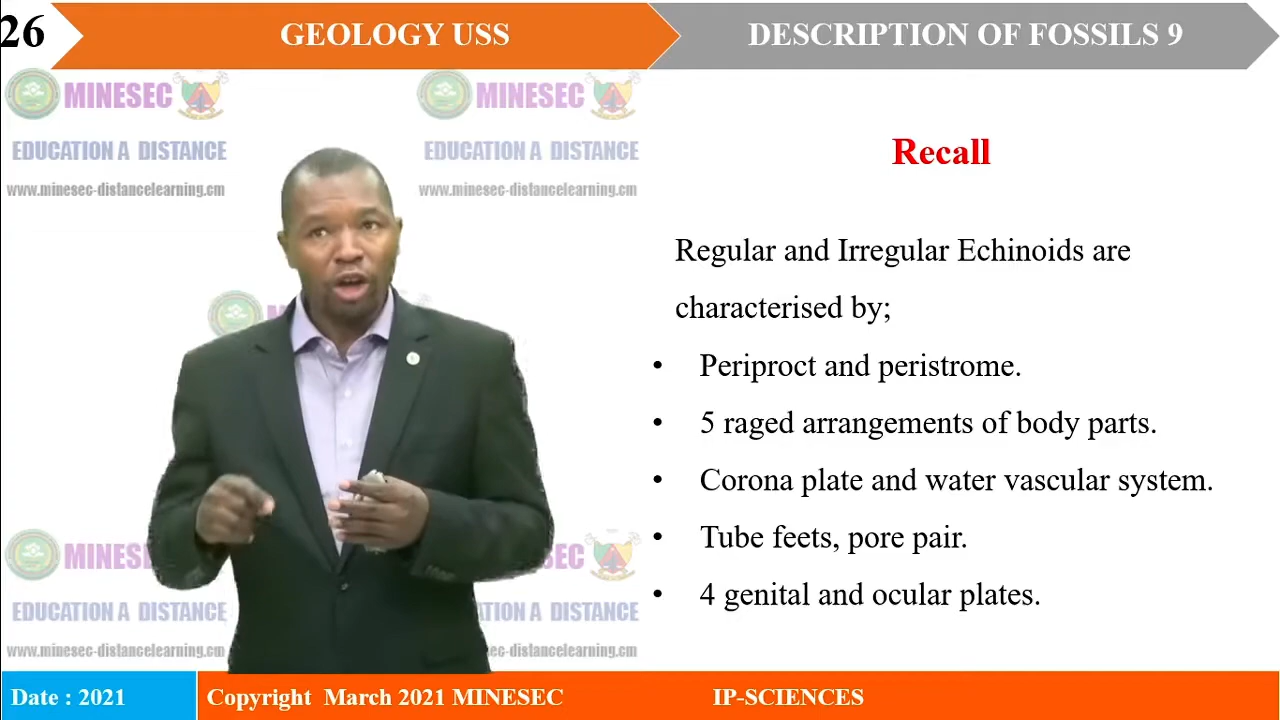 26
GEOLOGY USS
DESCRIPTION OF FOSSILS 9
MINESEC
EDUCATION A DISTANCE
www.minesec-distancelearning.cm
MINESEC
EDUCATION A DISTANCE
www.minesec-distancelearning.cm
Recall
Regular and Irregular Echinoids are
characterised by;
• Periproct and peristrome.
• 5 raged arrangements of body parts.
• Corona plate and water vascular system.
• Tube feets, pore pair.
• 4 genital and ocular plates.
MINESEC
EDUCATION A DISTANCE
www.minesec-distancelearning.cm
Date : 2021
Copyright March 2021 MINESEC
IP-SCIENCES